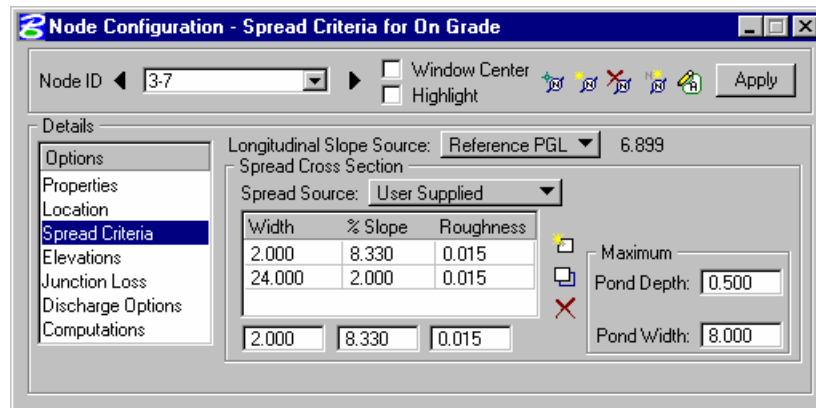 Node Configuration - Spread Criteria for On Grade
Node ID 3-7 Window Center Apply
Highlight
Details
Options
Properties
Location
Spread Criteria
Elevations
Junction Loss
Discharge Options
Computations
Longitudinal Slope Source: Reference PGL 6.899
Spread Cross Section
Spread Source: User Supplied
Width % Slope Roughness
2.000 8.330 0.015
24.000 2.000 0.015
2.000 8.330 0.015
Maximum
Pond Depth: 0.500
Pond Width: 8.000